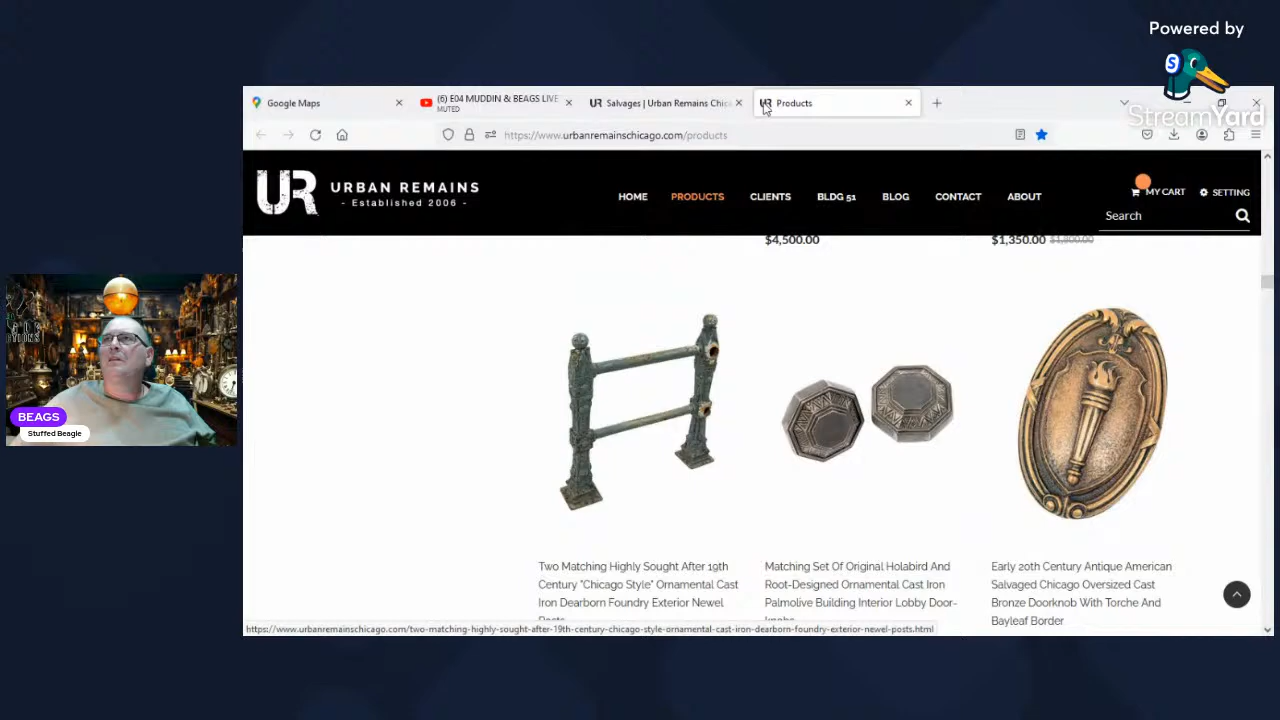 Powered by
S
StreamYard
Google Maps
(6) E04 MUDDIN & BEAGS LIVE
MUTED
UR Salvages | Urban Remains Chica
UR Products
https://www.urbanremainschicago.com/products
UR URBAN REMAINS
- Established 2006 -
HOME PRODUCTS CLIENTS BLDG 51 BLOG CONTACT ABOUT
MY CART SETTING
Search
$4,500.00
$1,350.00 $1,800.00
Two Matching Highly Sought After 19th
Century "Chicago Style" Ornamental Cast
Iron Dearborn Foundry Exterior Newel
Posts
Matching Set Of Original Holabird And
Root-Designed Ornamental Cast Iron
Palmolive Building Interior Lobby Door-
knobs
Early 20th Century Antique American
Salvaged Chicago Oversized Cast
Bronze Doorknob With Torche And
Bayleaf Border
https://www.urbanremainschicago.com/two-matching-highly-sought-after-19th-century-chicago-style-ornamental-cast-iron-dearborn-foundry-exterior-newel-posts.html
BEAGS
Stuffed Beagle